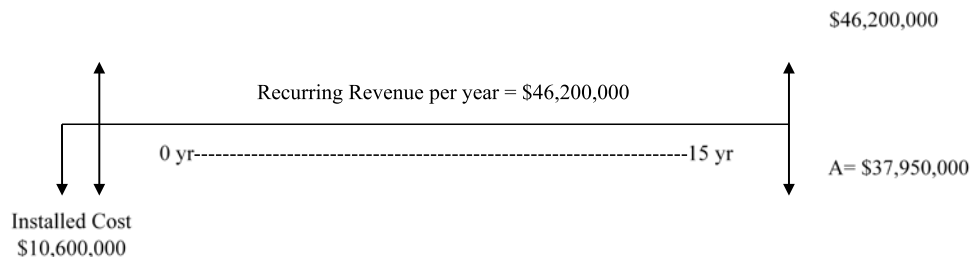 $46,200,000
Recurring Revenue per year = $46,200,000
0 yr-----------------------------------------------------------------------15 yr
A= $37,950,000
Installed Cost
$10,600,000